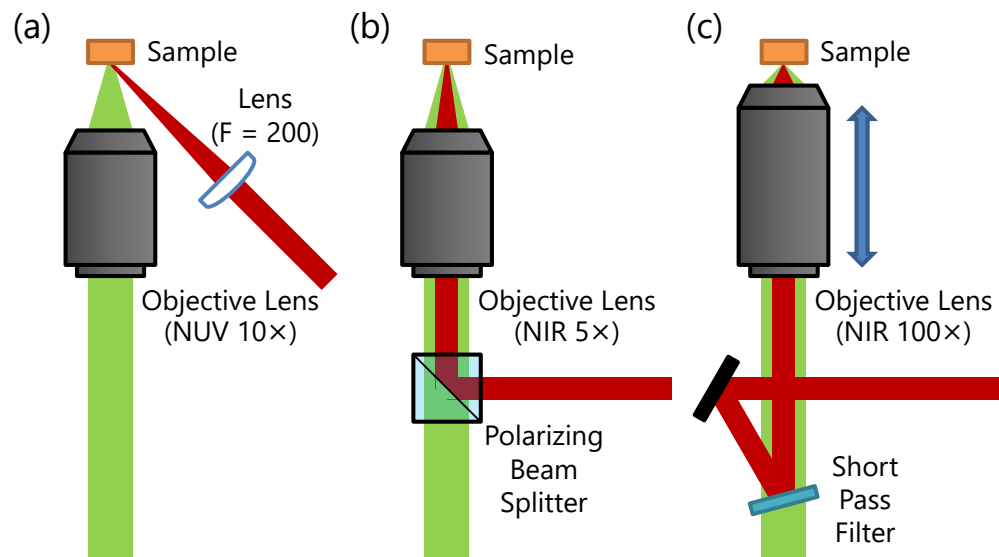 (a)
Sample
Lens
(F = 200)
Objective Lens
(NUV 10×)
(b)
Sample
Objective Lens
(NIR 5×)
Polarizing
Beam
Splitter
(c)
Sample
Objective Lens
(NIR 100×)
Short
Pass
Filter